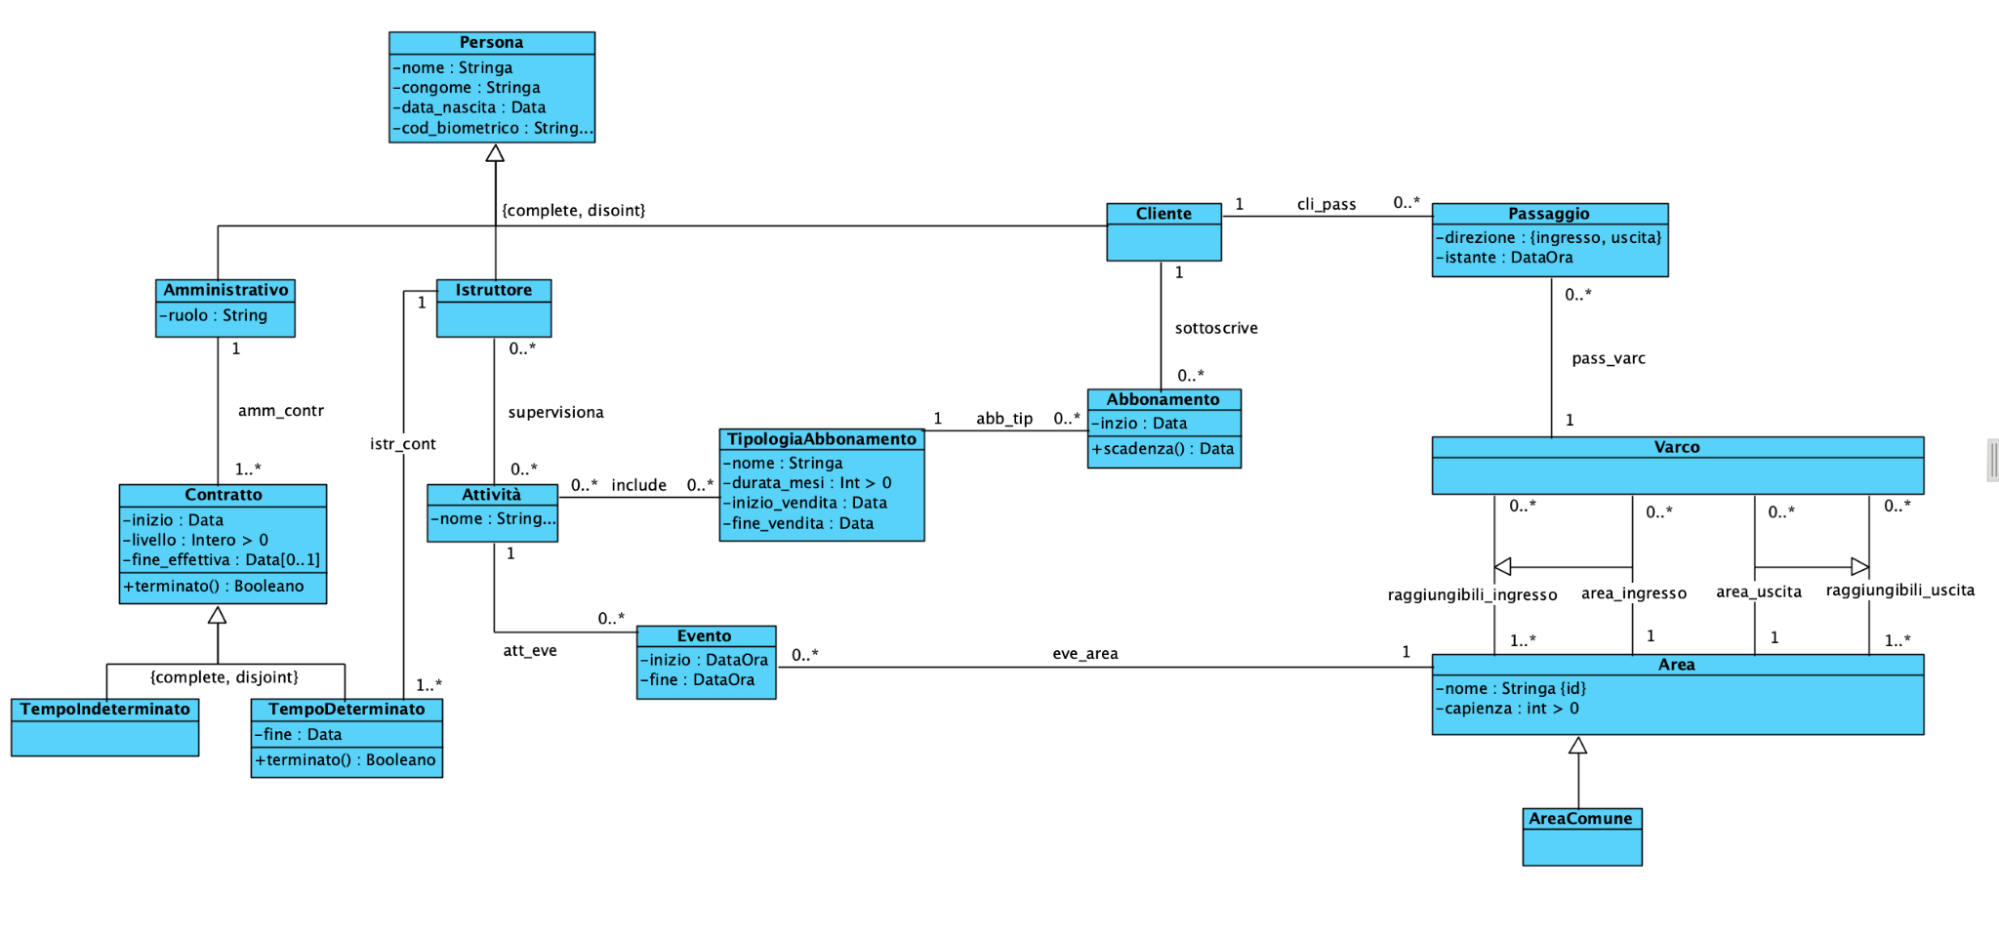 Persona
-nome : Stringa
-congome : Stringa
-data_nascita : Data
-cod_biometrico : String...
{complete, disoint}
Cliente
1
cli_pass
0..*
Passaggio
-direzione : {ingresso, uscita}
-istante : DataOra
Amministrativo
-ruolo : String
1
Istruttore
1
sottoscrive
0..*
0..*
1
0..*
pass_varc
amm_contr
supervisiona
istr_cont
1..*
0..*
0..*
Abbonamento
-inzio : Data
+scadenza() : Data
1
abb_tip
0..*
TipologiaAbbonamento
-nome : Stringa
-durata_mesi : Int > 0
-inizio_vendita : Data
-fine_vendita : Data
1
Varco
Contratto
-inizio : Data
-livello : Intero > 0
-fine_effettiva : Data[0..1]
+terminato() : Booleano
Attività
-nome : String...
include
0..*
1
0..*
0..*
0..*
0..*
raggiungibili_ingresso
area_ingresso
area_uscita
raggiungibili_uscita
0..*
att_eve
Evento
-inizio : DataOra
-fine : DataOra
0..*
eve_area
1
1..*
1
1
1..*
Area
-nome : Stringa {id}
-capienza : int > 0
{complete, disjoint}
1..*
TempoIndeterminato
TempoDeterminato
-fine : Data
+terminato() : Booleano
AreaComune